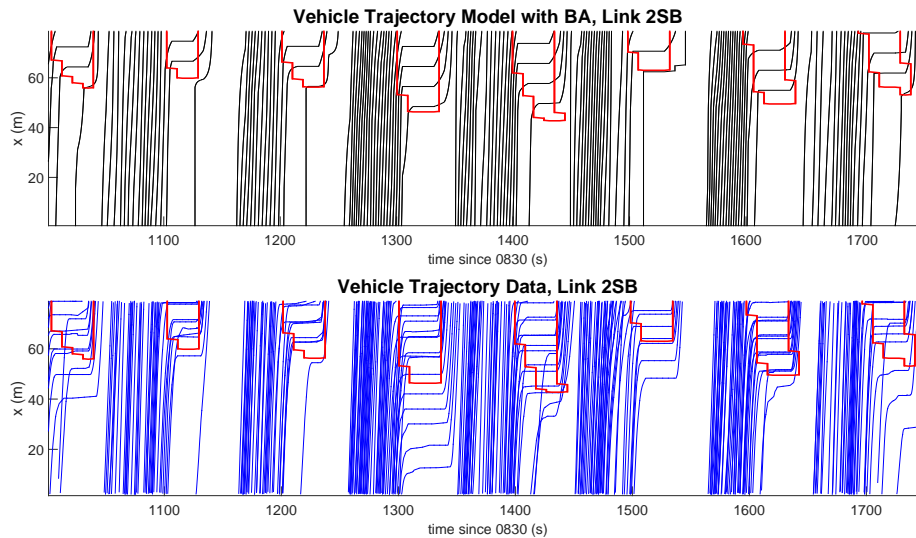 Vehicle Trajectory Model with BA, Link 2SB
x (m)
60
40
20
1100 1200 1300 1400 1500 1600 1700
time since 0830 (s)
Vehicle Trajectory Data, Link 2SB
x (m)
60
40
20
1100 1200 1300 1400 1500 1600 1700
time since 0830 (s)